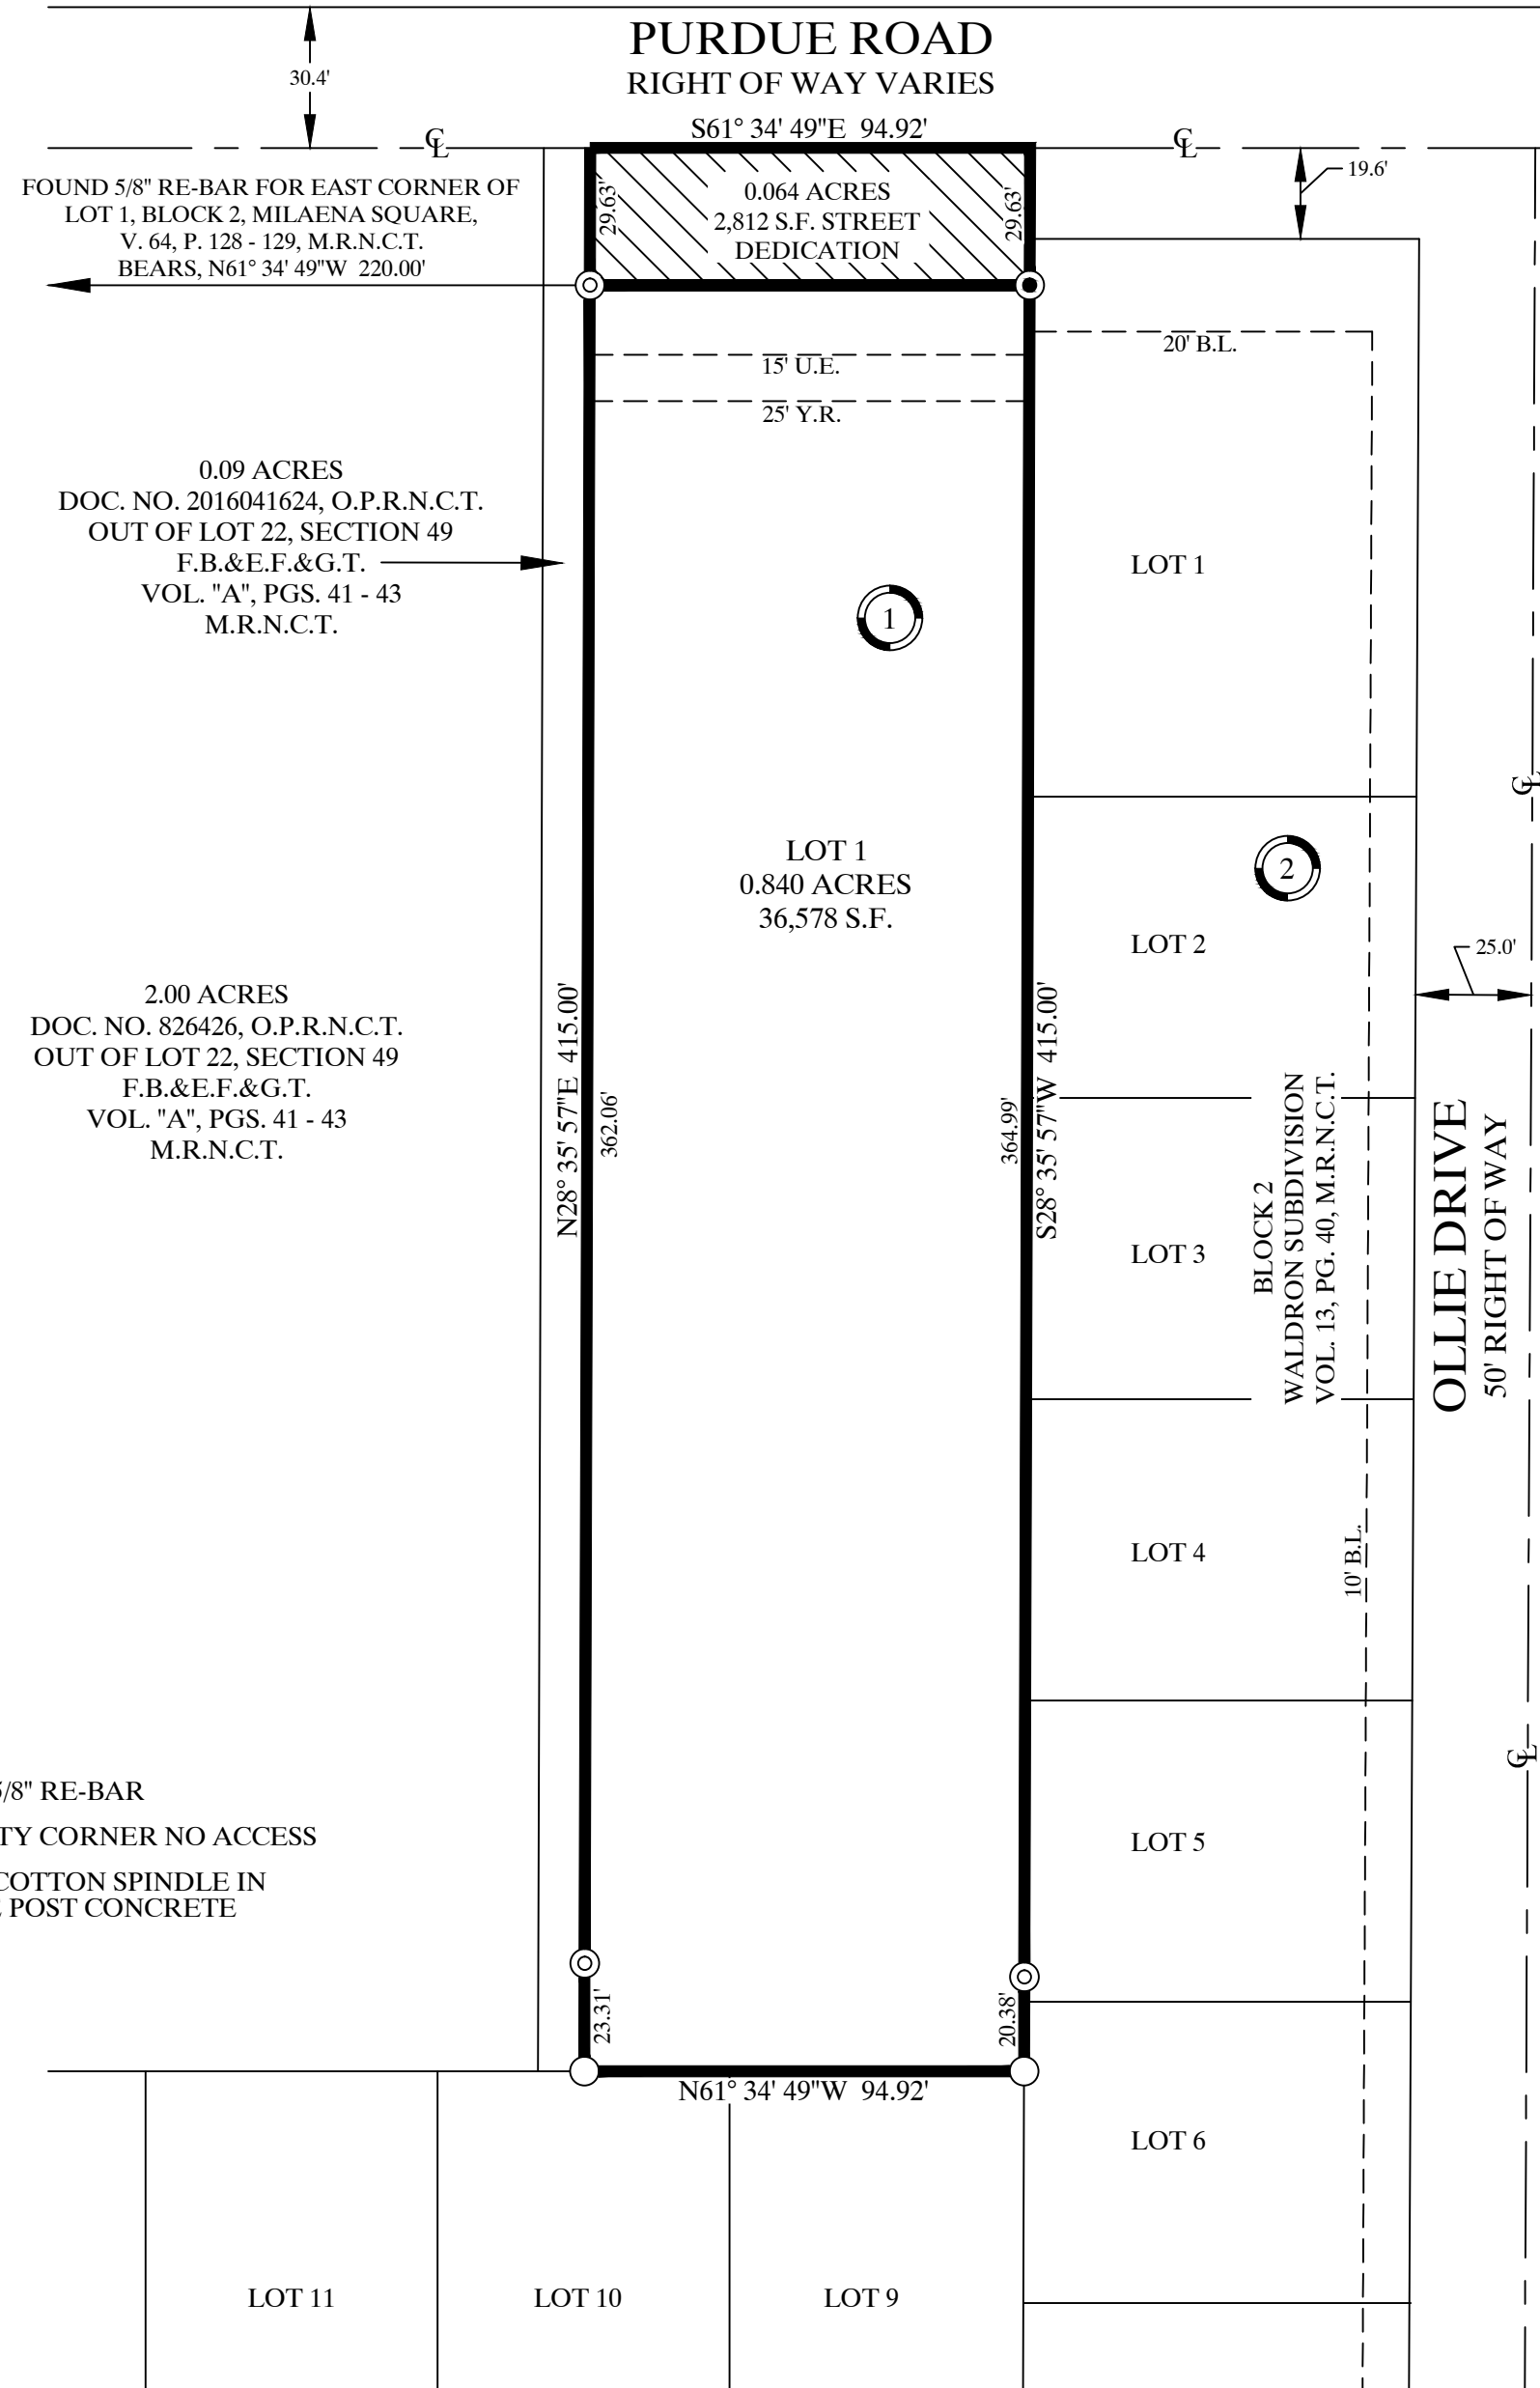 PURDUE ROAD
RIGHT OF WAY VARIES
30.4'
S61° 34' 49"E 94.92'
℄
℄
19.6'
FOUND 5/8" RE-BAR FOR EAST CORNER OF
LOT 1, BLOCK 2, MILAENA SQUARE,
V. 64, P. 128 - 129, M.R.N.C.T.
BEARS, N61° 34' 49"W 220.00'
29.63'
0.064 ACRES
2,812 S.F. STREET
DEDICATION
29.63'
20' B.L.
15' U.E.
25' Y.R.
0.09 ACRES
DOC. NO. 2016041624, O.P.R.N.C.T.
OUT OF LOT 22, SECTION 49
F.B.&E.F.&G.T.
VOL. "A", PGS. 41 - 43
M.R.N.C.T.
LOT 1
1
℄
LOT 1
0.840 ACRES
36,578 S.F.
2
LOT 2
25.0'
2.00 ACRES
DOC. NO. 826426, O.P.R.N.C.T.
OUT OF LOT 22, SECTION 49
F.B.&E.F.&G.T.
VOL. "A", PGS. 41 - 43
M.R.N.C.T.
N28° 35' 57"E 415.00'
362.06'
364.99'
S28° 35' 57"W 415.00'
BLOCK 2
WALDRON SUBDIVISION
VOL. 13, PG. 40, M.R.N.C.T.
OLLIE DRIVE
50' RIGHT OF WAY
LOT 3
LOT 4
10' B.L.
℄
5/8" RE-BAR
TY CORNER NO ACCESS
COTTON SPINDLE IN
POST CONCRETE
LOT 5
23.31'
20.38'
N61° 34' 49"W 94.92'
LOT 6
LOT 11
LOT 10
LOT 9